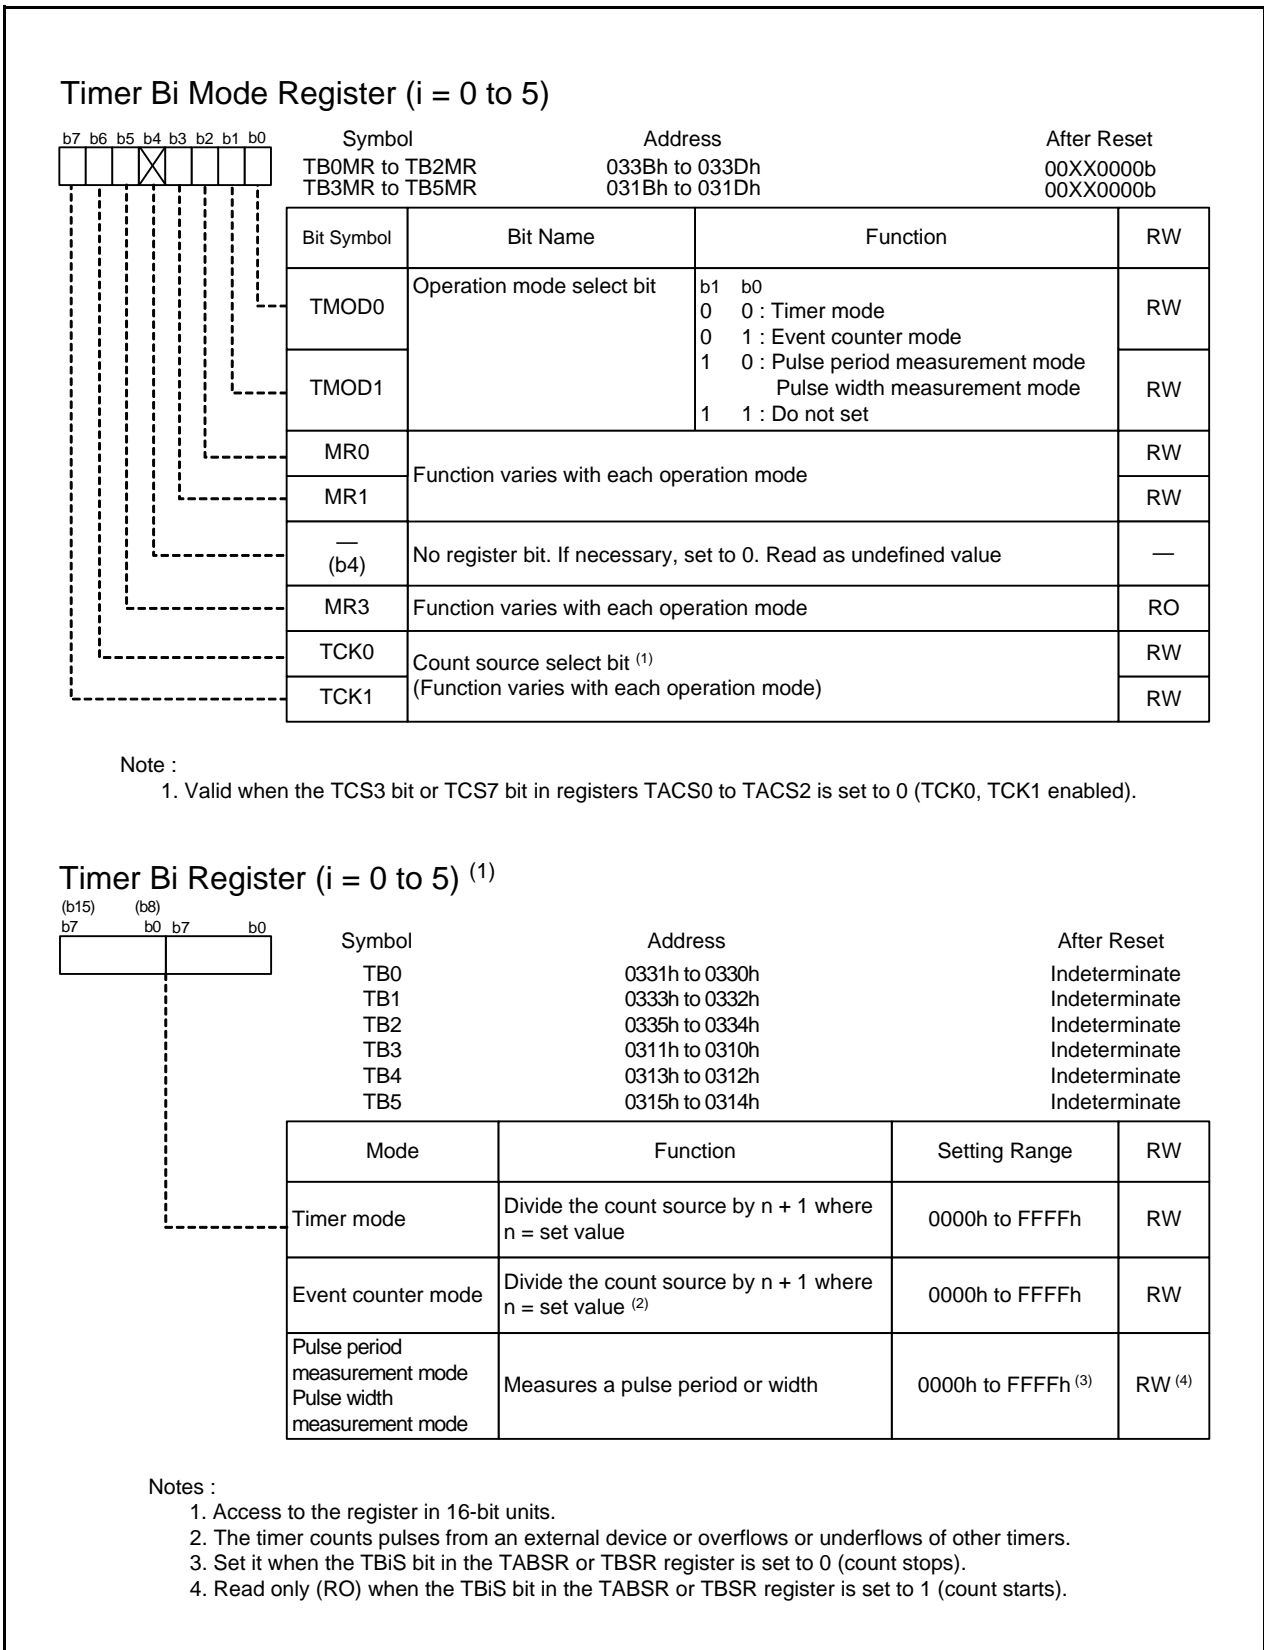 Timer Bi Mode Register (i = 0 to 5)
b7 b6 b5 b4 b3 b2 b1 b0
Symbol Address After Reset
TB0MR to TB2MR 033Bh to 033Dh 00XX0000b
TB3MR to TB5MR 031Bh to 031Dh 00XX0000b
Bit Symbol Bit Name Function RW
TMOD0 Operation mode select bit b1 b0
0 0 : Timer mode RW
0 1 : Event counter mode
1 0 : Pulse period measurement mode
TMOD1 Pulse width measurement mode RW
1 1 : Do not set
MR0 Function varies with each operation mode RW
MR1 RW
— (b4) No register bit. If necessary, set to 0. Read as undefined value —
MR3 Function varies with each operation mode RO
TCK0 Count source select bit (1) RW
TCK1 (Function varies with each operation mode) RW
Note :
1. Valid when the TCS3 bit or TCS7 bit in registers TACS0 to TACS2 is set to 0 (TCK0, TCK1 enabled).
Timer Bi Register (i = 0 to 5) (1)
(b15) (b8)
b7 b0 b7 b0
Symbol Address After Reset
TB0 0331h to 0330h Indeterminate
TB1 0333h to 0332h Indeterminate
TB2 0335h to 0334h Indeterminate
TB3 0311h to 0310h Indeterminate
TB4 0313h to 0312h Indeterminate
TB5 0315h to 0314h Indeterminate
Mode Function Setting Range RW
Timer mode Divide the count source by n + 1 where 0000h to FFFFh RW
n = set value
Event counter mode Divide the count source by n + 1 where 0000h to FFFFh RW
n = set value (2)
Pulse period
measurement mode
Pulse width
measurement mode
Measures a pulse period or width 0000h to FFFFh (3) RW (4)
Notes :
1. Access to the register in 16-bit units.
2. The timer counts pulses from an external device or overflows or underflows of other timers.
3. Set it when the TBiS bit in the TABSR or TBSR register is set to 0 (count stops).
4. Read only (RO) when the TBiS bit in the TABSR or TBSR register is set to 1 (count starts).